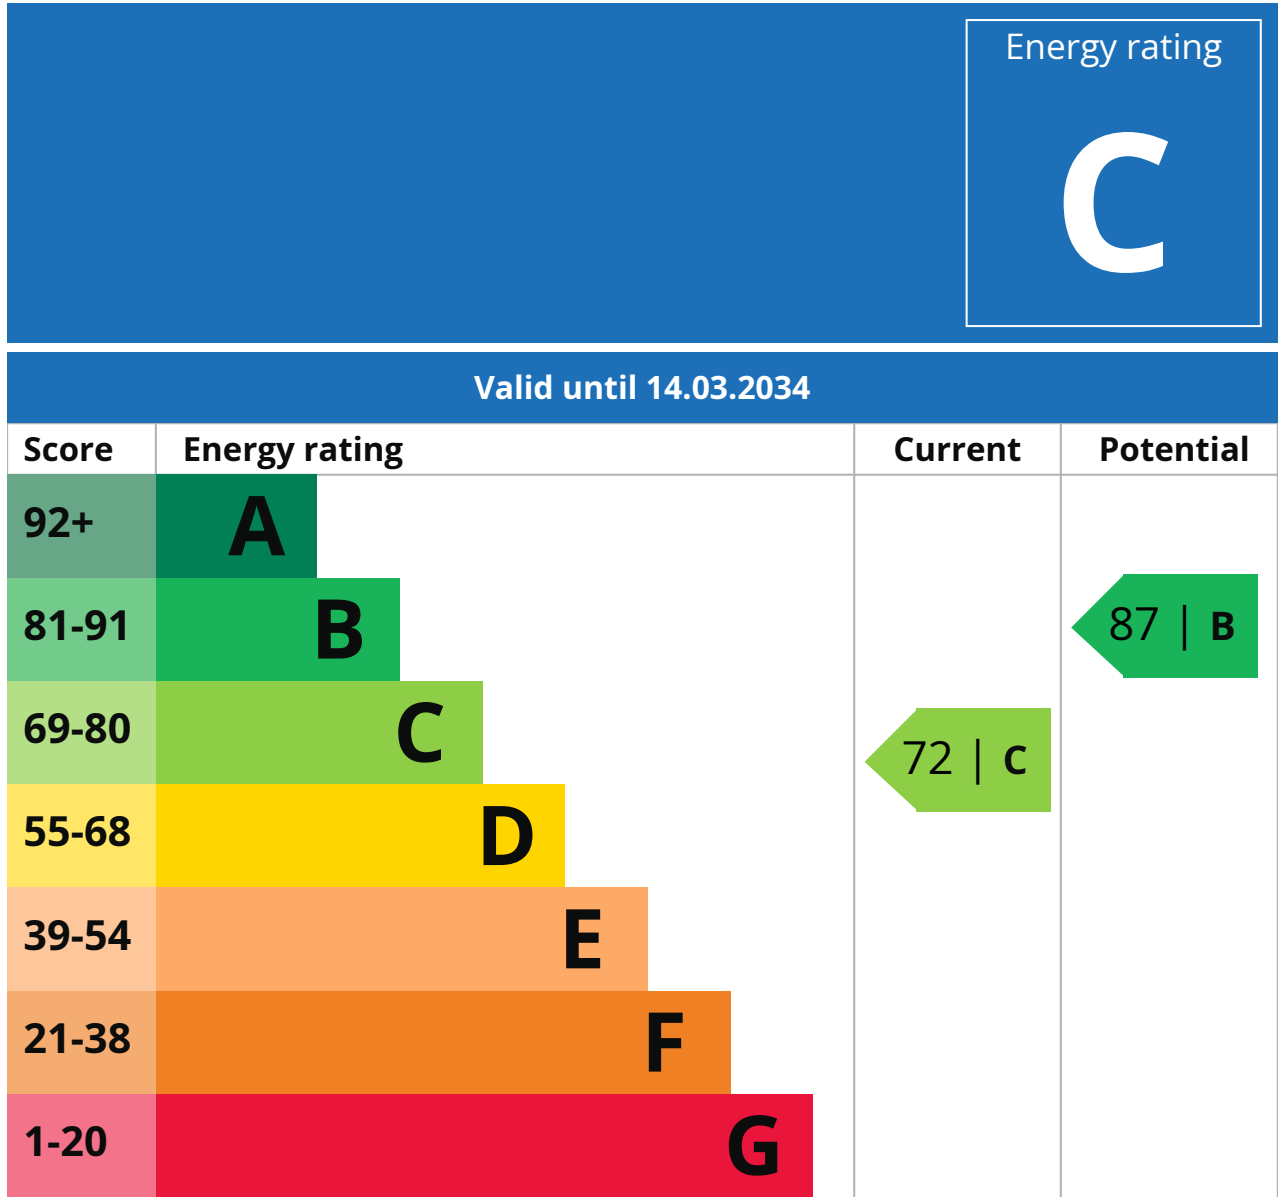 Energy rating
C
Valid until 14.03.2034
Score Energy rating Current Potential
92+ A
81-91 B 87 | B
69-80 C 72 | C
55-68 D
39-54 E
21-38 F
1-20 G